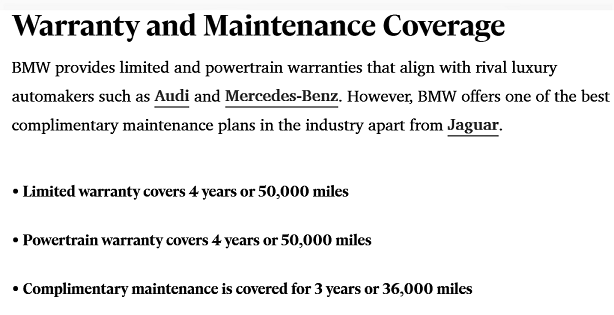 Warranty and Maintenance Coverage
BMW provides limited and powertrain warranties that align with rival luxury
automakers such as Audi and Mercedes-Benz. However, BMW offers one of the best
complimentary maintenance plans in the industry apart from Jaguar.
• Limited warranty covers 4 years or 50,000 miles
• Powertrain warranty covers 4 years or 50,000 miles
• Complimentary maintenance is covered for 3 years or 36,000 miles